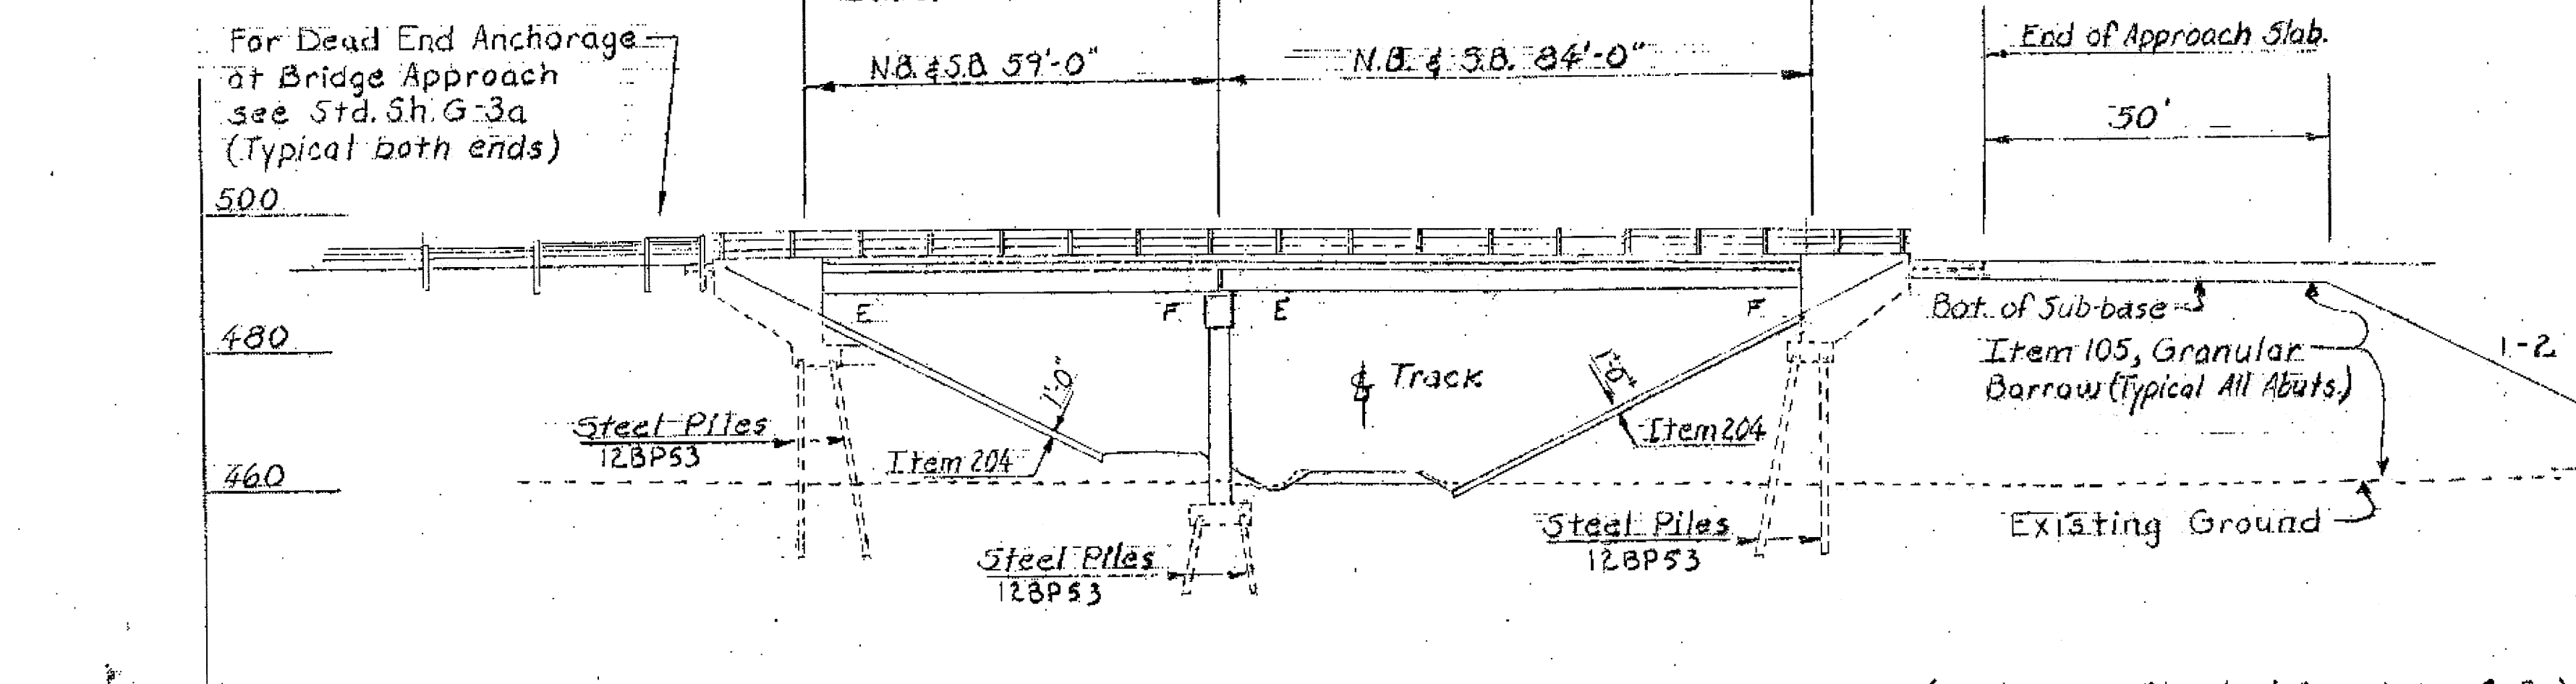 For Dead End Anchorage
at Bridge Approach
see Std. Sh. G-3a
(Typical both ends)
N.B. & S.B. 59'-0"
N.B. & S.B. 84'-0"
End of Approach Slab.
50'
500
480
460
E
F
E
F
Bot. of Sub-base
Item 105, Granular
Borrow (Typical All Abuts.)
1-2
℄ Track
1'-0"
1'-0"
Steel Piles
12BP53
Item 204
Item 204
Steel Piles
12BP53
Steel Piles
12BP53
Existing Ground